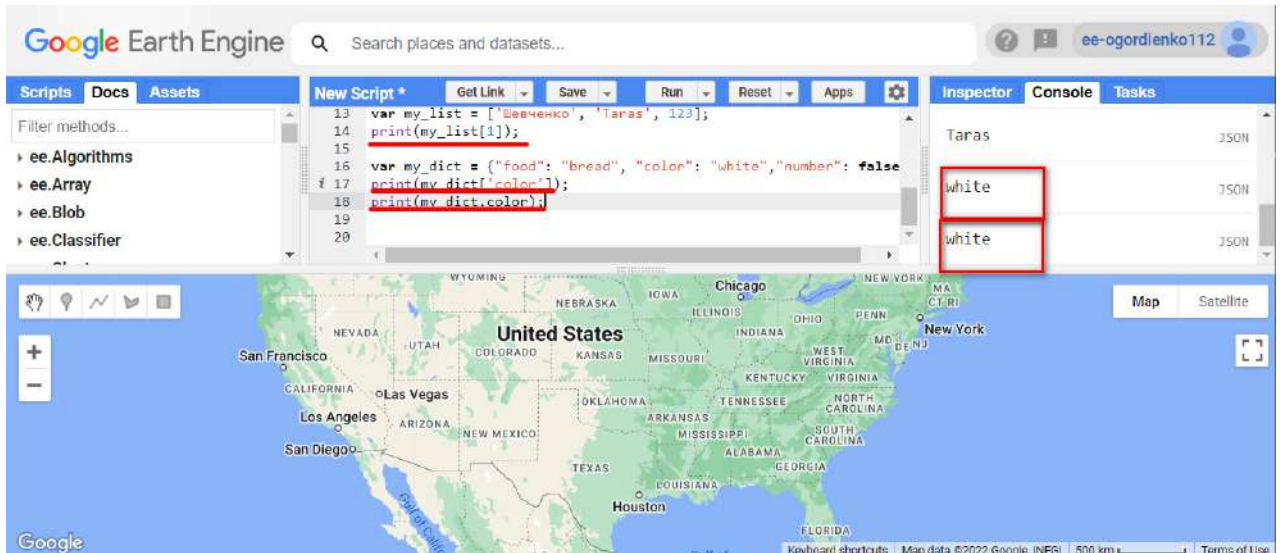 Google Earth Engine
Search places and datasets...
ee-ogordienko112
Scripts Docs Assets
Filter methods...
ee.Algorithms
ee.Array
ee.Blob
ee.Classifier
New Script *
Get Link Save Run Reset Apps
13 var my_list = ['Шевченко', 'Taras', 123];
14 print(my_list[1]);
15
16 var my_dict = {"food": "bread", "color": "white","number": false
i 17 print(my_dict['color']);
18 print(my_dict.color);
19
20
Inspector Console Tasks
Taras JSON
white JSON
white JSON
Map Satellite
WYOMING
Chicago
NEW YORK
MA
CT RI
NEBRASKA
IOWA
ILLINOIS
OHIO
PENN
New York
NEVADA
UTAH
United States
INDIANA
MD DE NJ
San Francisco
COLORADO
KANSAS
MISSOURI
WEST VIRGINIA
KENTUCKY
VIRGINIA
CALIFORNIA
Las Vegas
OKLAHOMA
TENNESSEE
NORTH CAROLINA
Los Angeles
ARIZONA
NEW MEXICO
ARKANSAS
MISSISSIPPI
SOUTH CAROLINA
San Diego
ALABAMA
TEXAS
GEORGIA
LOUISIANA
Houston
Gulf of
FLORIDA
Google
Keyboard shortcuts Map data ©2022 Google, INEGI 500 km Terms of Use